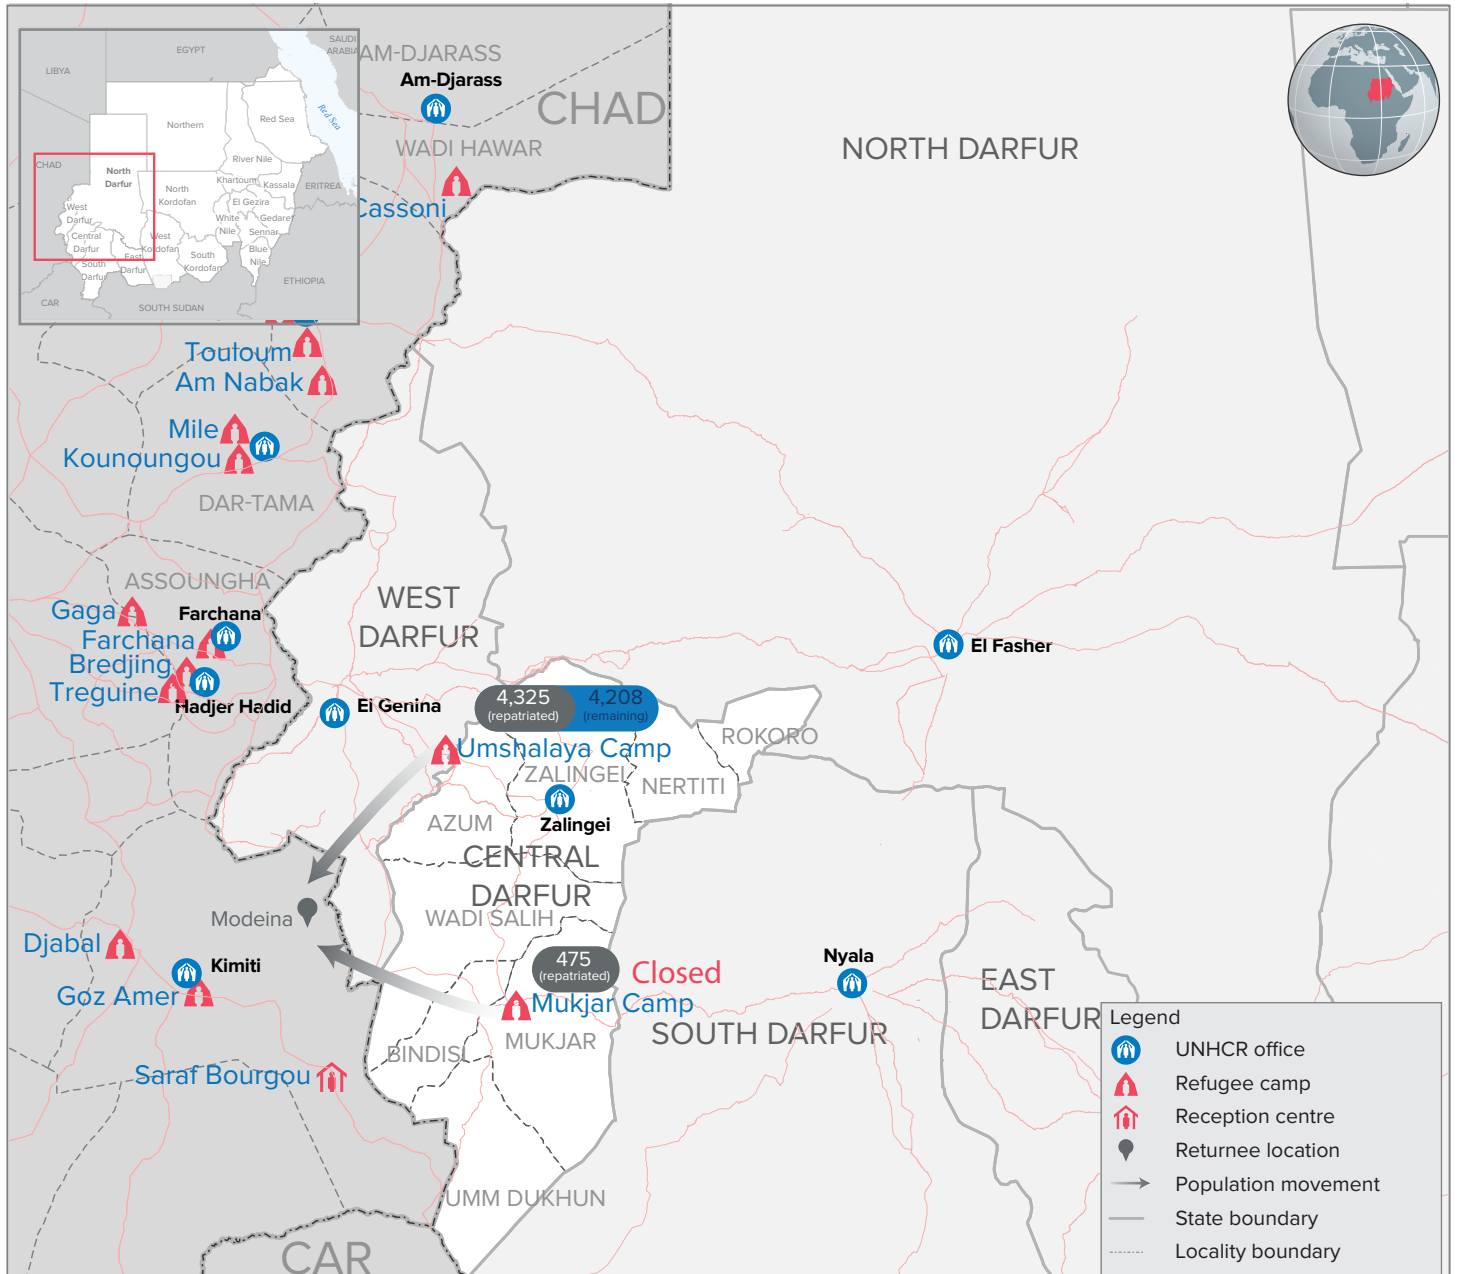 EGYPT
SAUDI
ARABIA
LIBYA
Red Sea
Northern
Red Sea
CHAD
River Nile
North
Darfur
Khartoum
Kassala
ERITREA
North
Kordofan
El Gezira
West
Darfur
White
Nile
Gedaref
Sennar
Central
Darfur
West
Kordofan
East
Darfur
South
Kordofan
Blue
Nile
South
Darfur
ETHIOPIA
CAR
SOUTH SUDAN
AM-DJARASS
Am-Djarass
CHAD
WADI HAWAR
Cassoni
NORTH DARFUR
Touloum
Am Nabak
Mile
Kounoungou
DAR-TAMA
ASSOUNGHA
Gaga
Farchana
Farchana
Bredjing
Treguine
Hadjer Hadid
WEST
DARFUR
El Fasher
El Genina
4,325
(repatriated)
4,208
(remaining)
Umshalaya Camp
ROKORO
ZALINGEI
NERTITI
Zalingei
AZUM
CENTRAL
DARFUR
WADI SALIH
Modeina
Djabal
Kimiti
Goz Amer
475
(repatriated)
Closed
Mukjar Camp
Nyala
EAST
DARFUR
SOUTH DARFUR
BINDISI
MUKJAR
Saraf Bourgou
UMM DUKHUN
CAR
Legend
UNHCR office
Refugee camp
Reception centre
Returnee location
Population movement
State boundary
Locality boundary